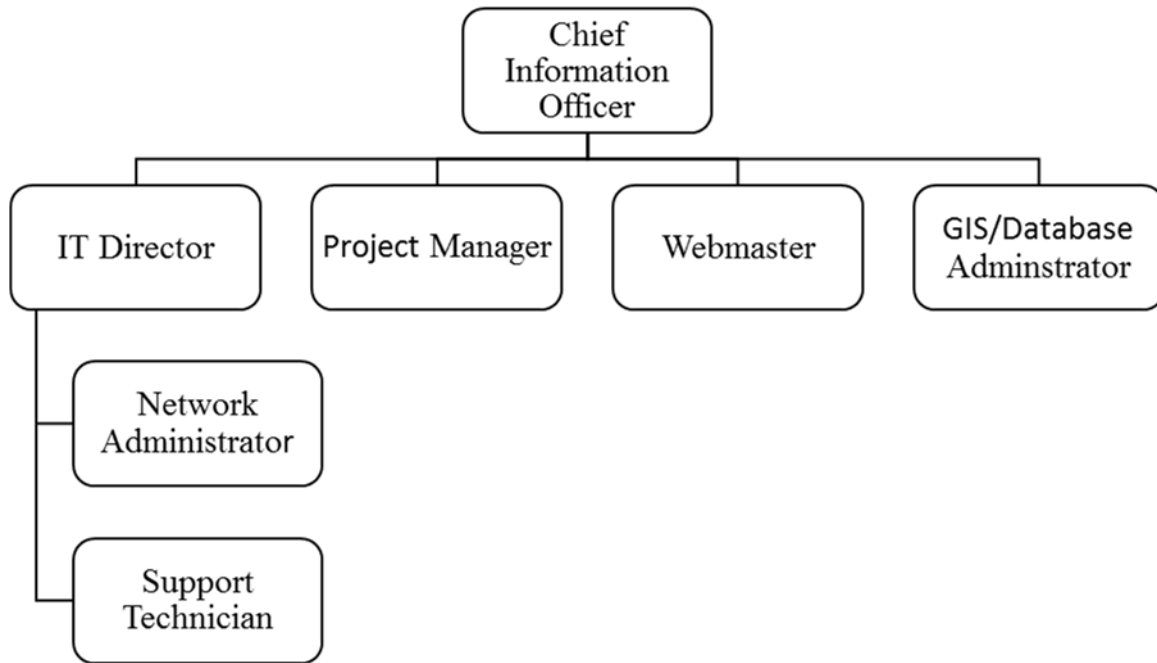 Chief
Information
Officer
IT Director
Project Manager
Webmaster
GIS/Database
Adminstrator
Network
Administrator
Support
Technician